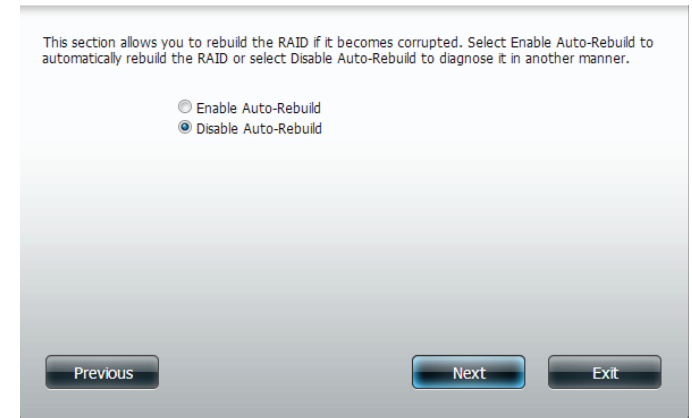 This section allows you to rebuild the RAID if it becomes corrupted. Select Enable Auto-Rebuild to
automatically rebuild the RAID or select Disable Auto-Rebuild to diagnose it in another manner.
Enable Auto-Rebuild
Disable Auto-Rebuild
Previous Next Exit